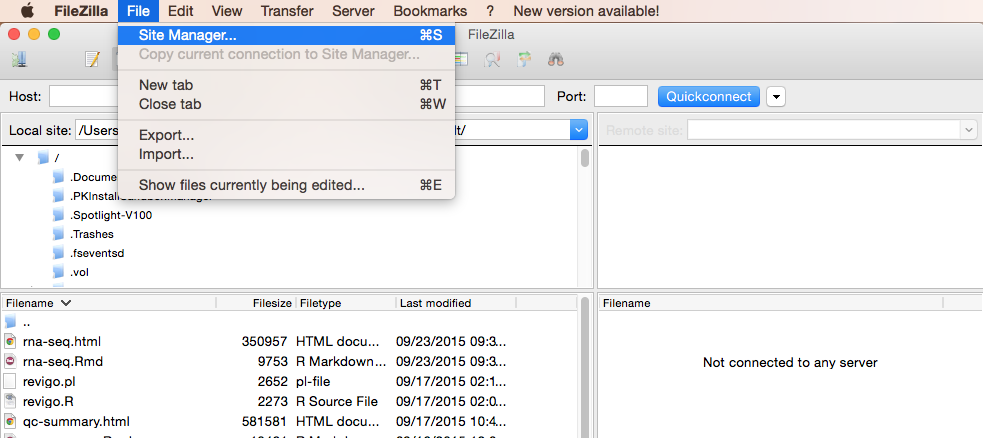 FileZilla File Edit View Transfer Server Bookmarks ? New version available!
Site Manager... ⌘S FileZilla
Copy current connection to Site Manager...
New tab ⌘T
Host: Port: Quickconnect
Close tab ⌘W
Local site: /Users lt/ Remote site:
Export...
Import...
/
Show files currently being edited... ⌘E
.Docume
.PKInstallSandboxManager
.Spotlight-V100
.Trashes
.fseventsd
.vol
Filename Filesize Filetype Last modified Filename
..
rna-seq.html 350957 HTML docu... 09/23/2015 09:3...
rna-seq.Rmd 9753 R Markdown... 09/23/2015 09:3...
Not connected to any server
revigo.pl 2652 pl-file 09/17/2015 02:1...
revigo.R 2273 R Source File 09/17/2015 02:0...
qc-summary.html 581581 HTML docu... 09/17/2015 10:4...